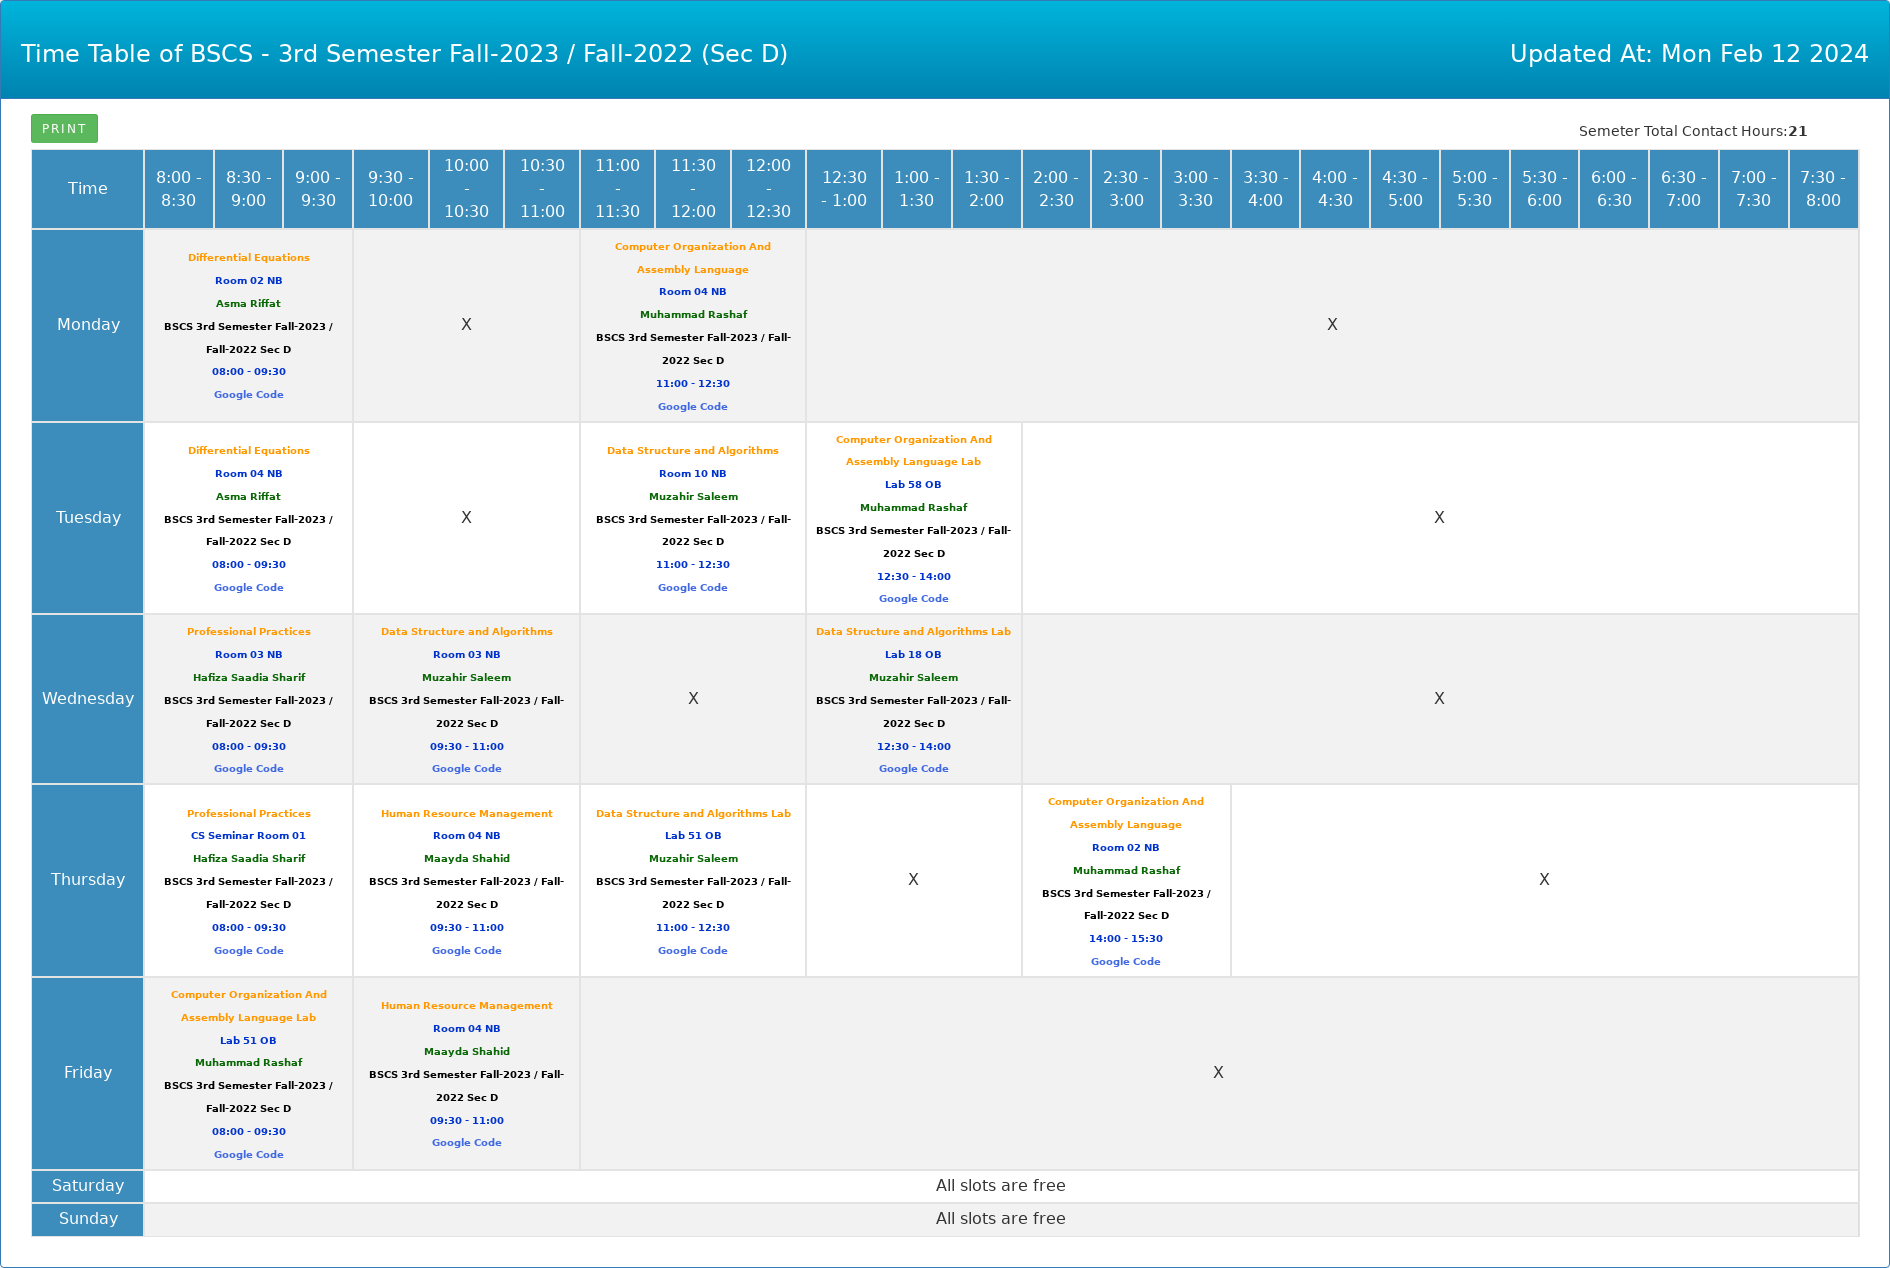 Time Table of BSCS - 3rd Semester Fall-2023 / Fall-2022 (Sec D)
Updated At: Mon Feb 12 2024
PRINT
Semeter Total Contact Hours:21
Time
8:00 -
8:30
8:30 -
9:00
9:00 -
9:30
9:30 -
10:00
10:00
-
10:30
10:30
-
11:00
11:00
-
11:30
11:30
-
12:00
12:00
-
12:30
12:30
- 1:00
1:00 -
1:30
1:30 -
2:00
2:00 -
2:30
2:30 -
3:00
3:00 -
3:30
3:30 -
4:00
4:00 -
4:30
4:30 -
5:00
5:00 -
5:30
5:30 -
6:00
6:00 -
6:30
6:30 -
7:00
7:00 -
7:30
7:30 -
8:00
Monday
Differential Equations
Room 02 NB
Asma Riffat
BSCS 3rd Semester Fall-2023 /
Fall-2022 Sec D
08:00 - 09:30
Google Code
X
Computer Organization And
Assembly Language
Room 04 NB
Muhammad Rashaf
BSCS 3rd Semester Fall-2023 / Fall-
2022 Sec D
11:00 - 12:30
Google Code
X
Tuesday
Differential Equations
Room 04 NB
Asma Riffat
BSCS 3rd Semester Fall-2023 /
Fall-2022 Sec D
08:00 - 09:30
Google Code
X
Data Structure and Algorithms
Room 10 NB
Muzahir Saleem
BSCS 3rd Semester Fall-2023 / Fall-
2022 Sec D
11:00 - 12:30
Google Code
Computer Organization And
Assembly Language Lab
Lab 58 OB
Muhammad Rashaf
BSCS 3rd Semester Fall-2023 / Fall-
2022 Sec D
12:30 - 14:00
Google Code
X
Wednesday
Professional Practices
Room 03 NB
Hafiza Saadia Sharif
BSCS 3rd Semester Fall-2023 /
Fall-2022 Sec D
08:00 - 09:30
Google Code
Data Structure and Algorithms
Room 03 NB
Muzahir Saleem
BSCS 3rd Semester Fall-2023 / Fall-
2022 Sec D
09:30 - 11:00
Google Code
X
Data Structure and Algorithms Lab
Lab 18 OB
Muzahir Saleem
BSCS 3rd Semester Fall-2023 / Fall-
2022 Sec D
12:30 - 14:00
Google Code
X
Thursday
Professional Practices
CS Seminar Room 01
Hafiza Saadia Sharif
BSCS 3rd Semester Fall-2023 /
Fall-2022 Sec D
08:00 - 09:30
Google Code
Human Resource Management
Room 04 NB
Maayda Shahid
BSCS 3rd Semester Fall-2023 / Fall-
2022 Sec D
09:30 - 11:00
Google Code
Data Structure and Algorithms Lab
Lab 51 OB
Muzahir Saleem
BSCS 3rd Semester Fall-2023 / Fall-
2022 Sec D
11:00 - 12:30
Google Code
X
Computer Organization And
Assembly Language
Room 02 NB
Muhammad Rashaf
BSCS 3rd Semester Fall-2023 /
Fall-2022 Sec D
14:00 - 15:30
Google Code
X
Friday
Computer Organization And
Assembly Language Lab
Lab 51 OB
Muhammad Rashaf
BSCS 3rd Semester Fall-2023 /
Fall-2022 Sec D
08:00 - 09:30
Google Code
Human Resource Management
Room 04 NB
Maayda Shahid
BSCS 3rd Semester Fall-2023 / Fall-
2022 Sec D
09:30 - 11:00
Google Code
X
Saturday
All slots are free
Sunday
All slots are free